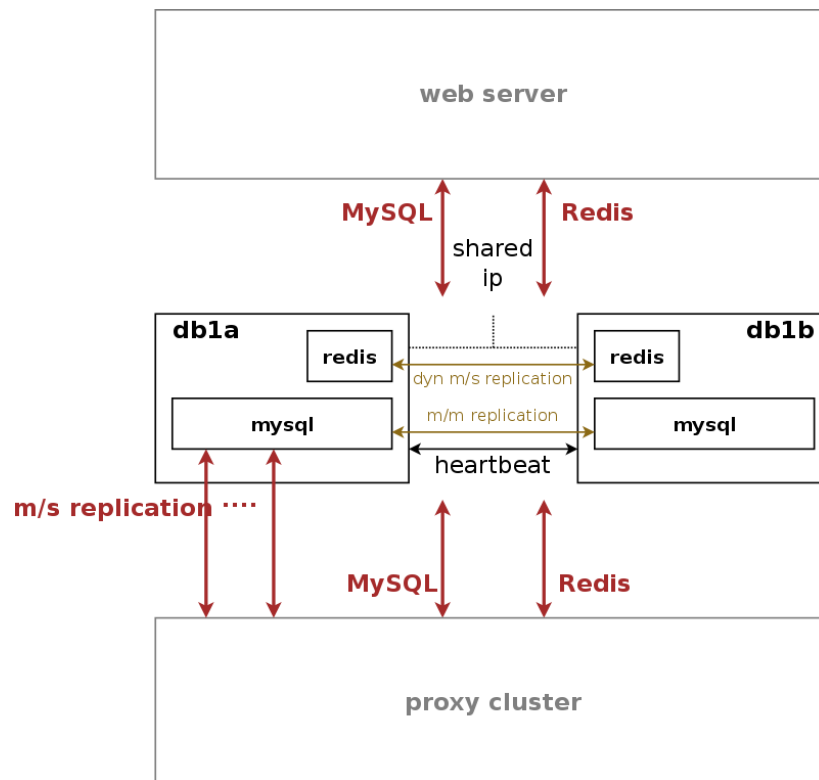 web server
MySQL
Redis
shared
ip
db1a
db1b
redis
redis
dyn m/s replication
m/m replication
mysql
mysql
heartbeat
m/s replication ····
MySQL
Redis
proxy cluster